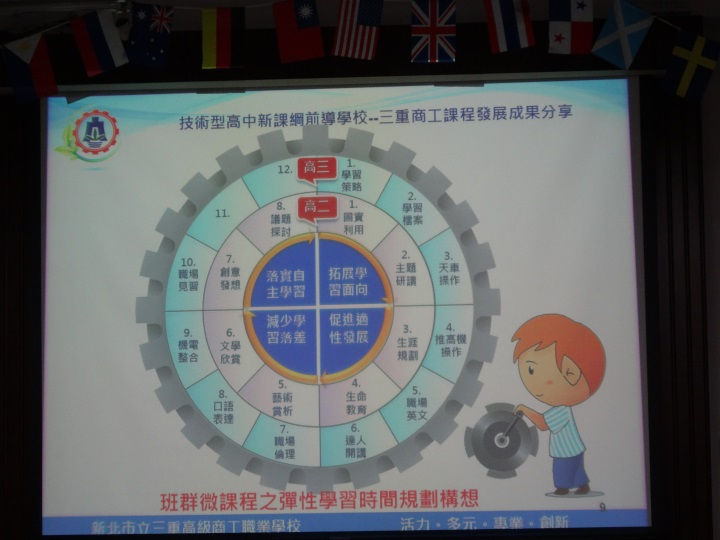 技術型高中新課綱前導學校--三重商工課程發展成果分享
高三
高二
1.
學習
策略
2.
學習
檔案
3.
天車
操作
4.
推高機
操作
5.
職場
英文
6.
達人
開講
7.
職場
倫理
8.
口語
表達
9.
機電
整合
10.
職場
見習
11.
12.
1.
圖資
利用
2.
主題
研讀
3.
生涯
規劃
4.
生命
教育
5.
藝術
賞析
6.
文學
欣賞
7.
創意
發想
8.
議題
探討
落實自
主學習
拓展學
習面向
減少學
習落差
促進適
性發展
班群微課程之彈性學習時間規劃構想
9
新北市立三重高級商工職業學校
活力・多元・專業・創新